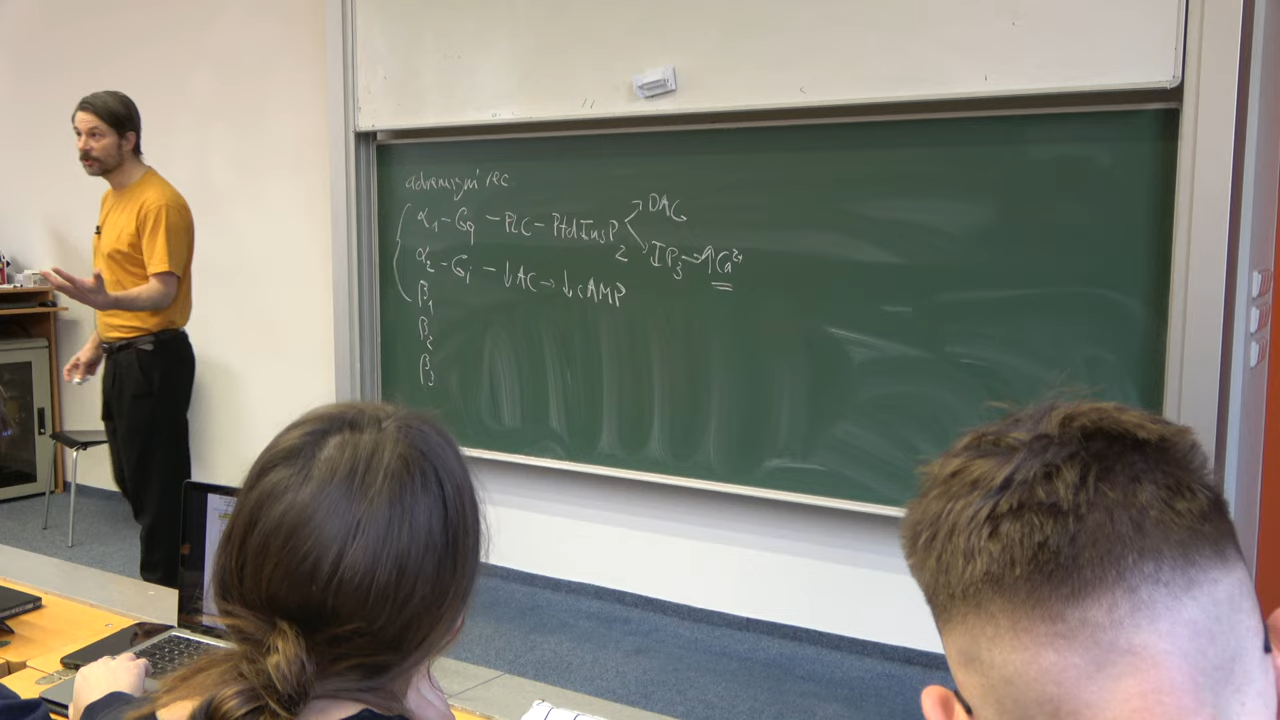 adrenergní rec
α₁ - Gq - PLC - PtdInsP₂ → DAG
→ IP₃ → ↑Ca²⁺
α₂ - Gi - ↓AC → ↓cAMP
β₁
β₂
β₃